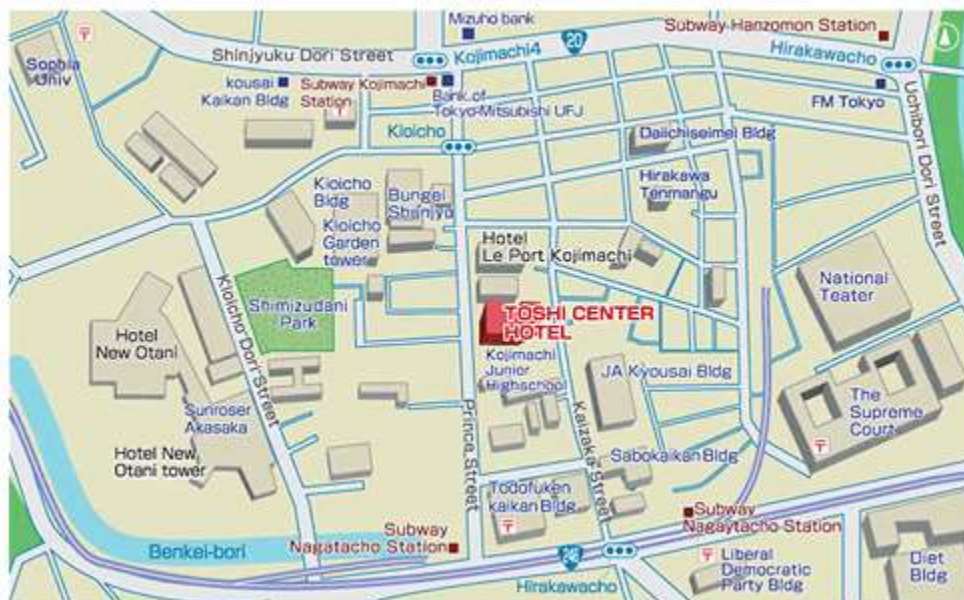 Mizuho bank
Kojimachi4
20
Subway Hanzomon Station
Shinjyuku Dori Street
Hirakawacho
Sophia
Univ
〒
kousai
Kaikan Bldg
Subway Kojimachi
Station
〒
Bank of
Tokyo-Mitsubishi UFJ
FM Tokyo
Uchibori Dori Street
Kioicho
Daiichiseimei Bldg
Hirakawa
Tenmangu
Kioicho
Bldg
Bungei
Shunjyu
Kioicho
Garden
tower
Hotel
Le Port Kojimachi
National
Teater
Shimizudani
Park
Kioicho Dori Street
TOSHI CENTER
HOTEL
Hotel
New Otani
Kojimachi
Junior
Highschool
JA Kyousai Bldg
The
Supreme
Court
〒
Sunroser
Akasaka
Prince Street
Kaizaka Street
Hotel New
Otani tower
Sabokaikan Bldg
Todofuken
kaikan Bldg
〒
Subway
Nagaytacho Station
Subway
Nagatacho Station
Benkei-bori
Hirakawacho
〒 Liberal
Democratic
Party Bldg
Diet
Bldg